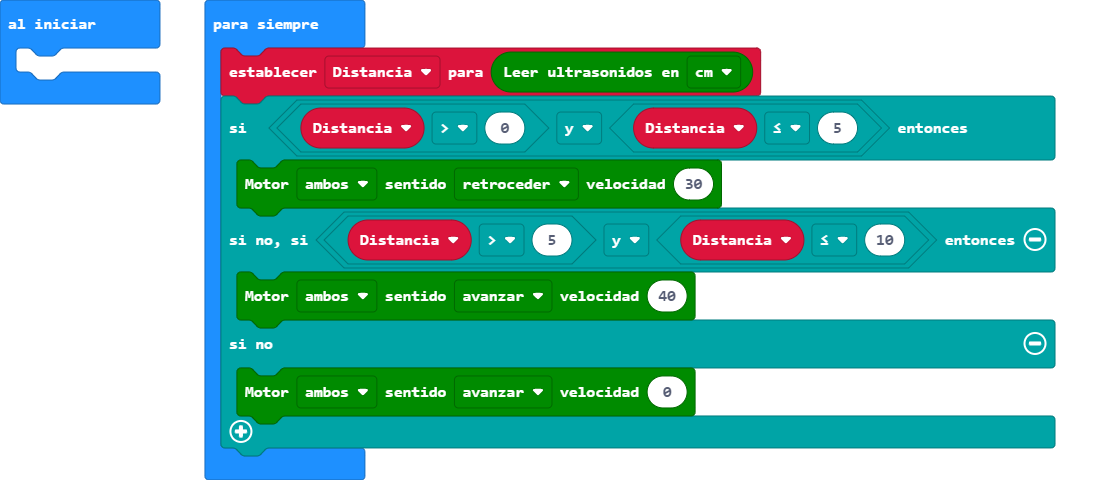 al iniciar
para siempre
establecer Distancia para Leer ultrasonidos en cm
si Distancia > 0 y Distancia ≤ 5 entonces
Motor ambos sentido retroceder velocidad 30
si no, si Distancia > 5 y Distancia ≤ 10 entonces
Motor ambos sentido avanzar velocidad 40
si no
Motor ambos sentido avanzar velocidad 0